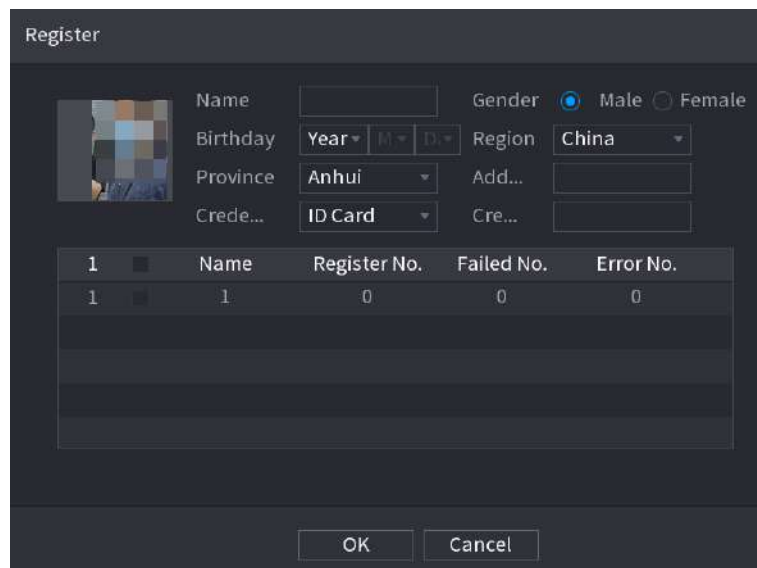 Register
Name Gender Male Female
Birthday Year M D. Region China
Province Anhui Add...
Crede... ID Card Cre...
1 Name Register No. Failed No. Error No.
1 1 0 0 0
OK Cancel